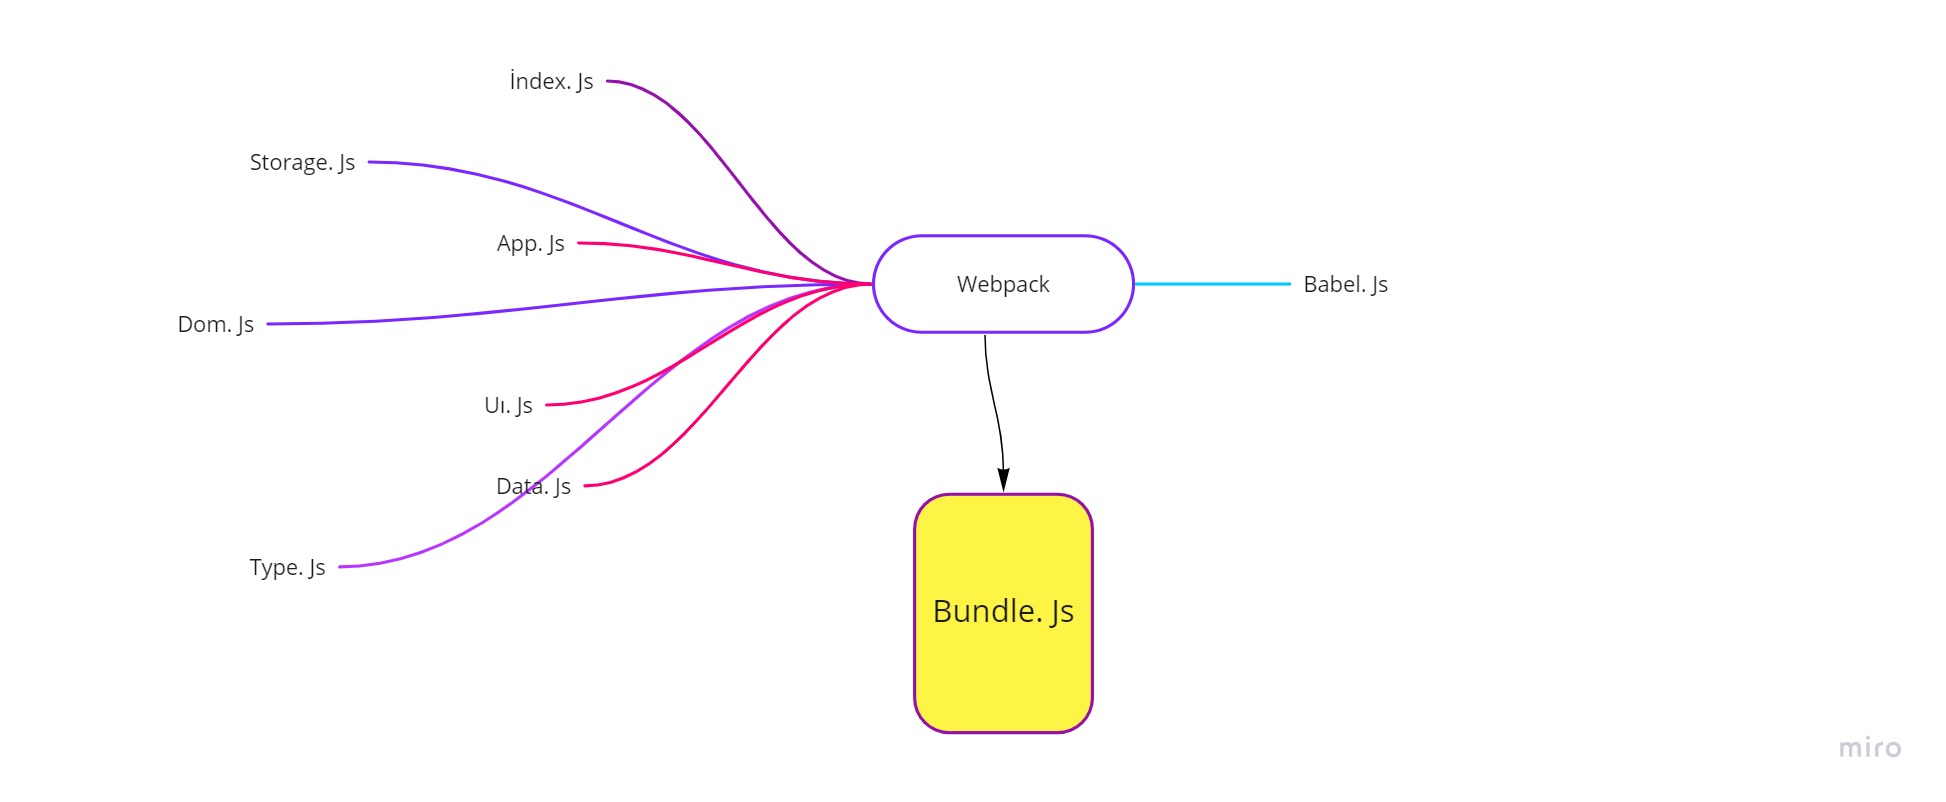 İndex. Js
Storage. Js
App. Js
Webpack
Babel. Js
Dom. Js
Uı. Js
Data. Js
Type. Js
Bundle. Js
miro